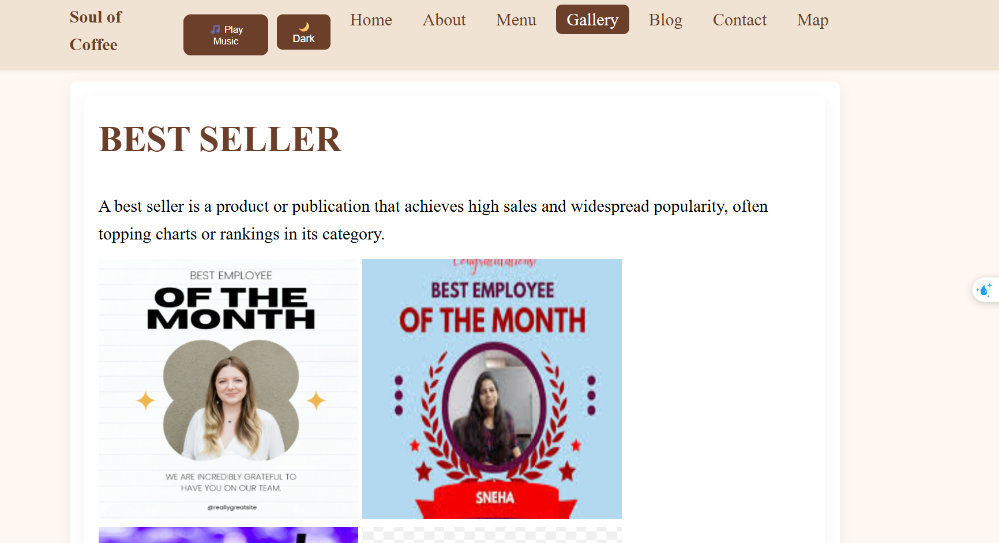 Soul of
Coffee
🎵 Play
Music
🌙
Dark
Home About Menu Gallery Blog Contact Map
BEST SELLER
A best seller is a product or publication that achieves high sales and widespread popularity, often
topping charts or rankings in its category.
BEST EMPLOYEE
OF THE
MONTH
WE ARE INCREDIBLY GRATEFUL TO
HAVE YOU ON OUR TEAM.
@reallygreatsite
Congratulations!
BEST EMPLOYEE
OF THE MONTH
SNEHA